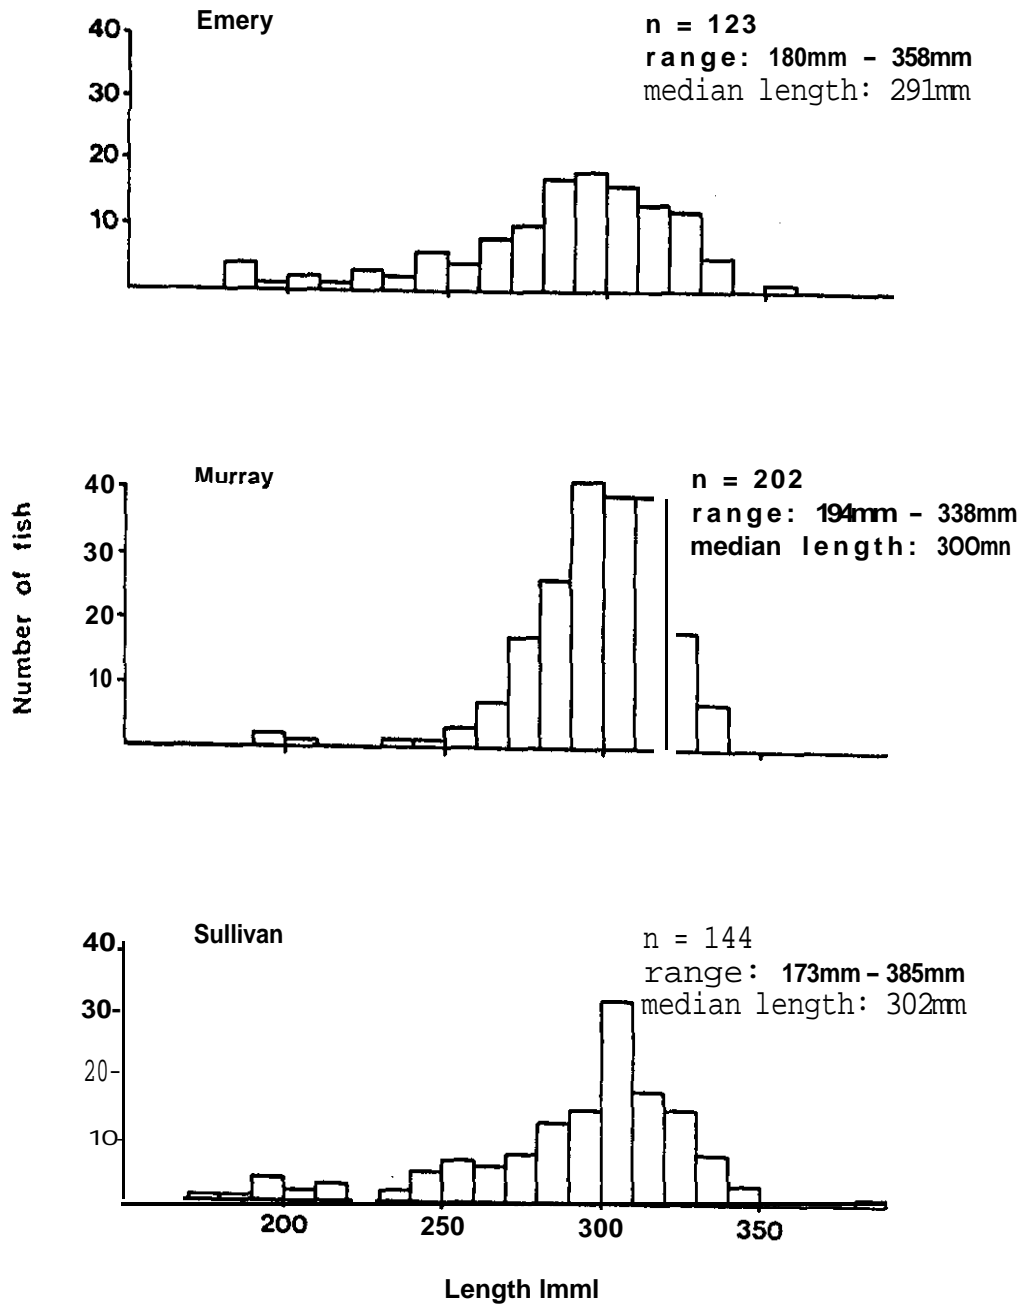 Emery
n = 123
range: 180mm – 358mm
median length: 291mm
40
30
20
10
Murray
n = 202
range: 194mm – 338mm
median length: 300mn
40
30
20
10
Number of fish
Sullivan
n = 144
range: 173mm – 385mm
median length: 302mm
40
30
20
10
200 250 300 350
Length lmml